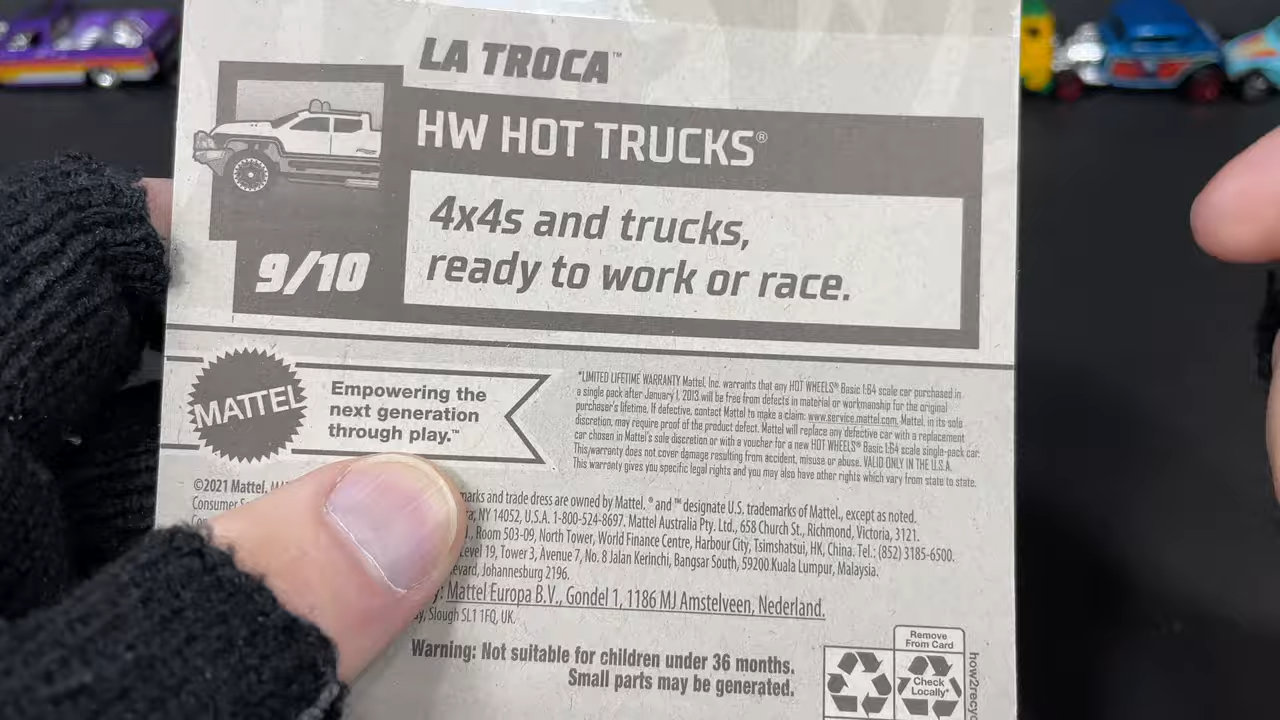 LA TROCA™
HW HOT TRUCKS®
4x4s and trucks,
ready to work or race.
9/10
MATTEL
Empowering the
next generation
through play.™
*LIMITED LIFETIME WARRANTY Mattel, Inc. warrants that any HOT WHEELS® Basic 1:64 scale car purchased in
a single pack after January 1, 2013 will be free from defects in material or workmanship for the original
purchaser's lifetime. If defective, contact Mattel to make a claim: www.service.mattel.com. Mattel, in its sole
discretion, may require proof of the product defect. Mattel will replace any defective car with a replacement
car chosen in Mattel's sole discretion or with a voucher for a new HOT WHEELS® Basic 1:64 scale single-pack car.
This warranty does not cover damage resulting from accident, misuse or abuse. VALID ONLY IN THE U.S.A.
This warranty gives you specific legal rights and you may also have other rights which vary from state to state.
©2021 Mattel. marks and trade dress are owned by Mattel. ® and ™ designate U.S. trademarks of Mattel, except as noted.
Consumer NY 14052, U.S.A. 1-800-524-8697. Mattel Australia Pty. Ltd., 658 Church St., Richmond, Victoria, 3121.
Room 503-09, North Tower, World Finance Centre, Harbour City, Tsimshatsui, HK, China. Tel.: (852) 3185-6500.
Level 19, Tower 3, Avenue 7, No. 8 Jalan Kerinchi, Bangsar South, 59200 Kuala Lumpur, Malaysia.
Johannesburg 2196.
Mattel Europa B.V., Gondel 1, 1186 MJ Amstelveen, Nederland.
Slough SL1 1FQ, UK.
Warning: Not suitable for children under 36 months.
Small parts may be generated.
Remove
From Card
Check
Locally*
how2recyc